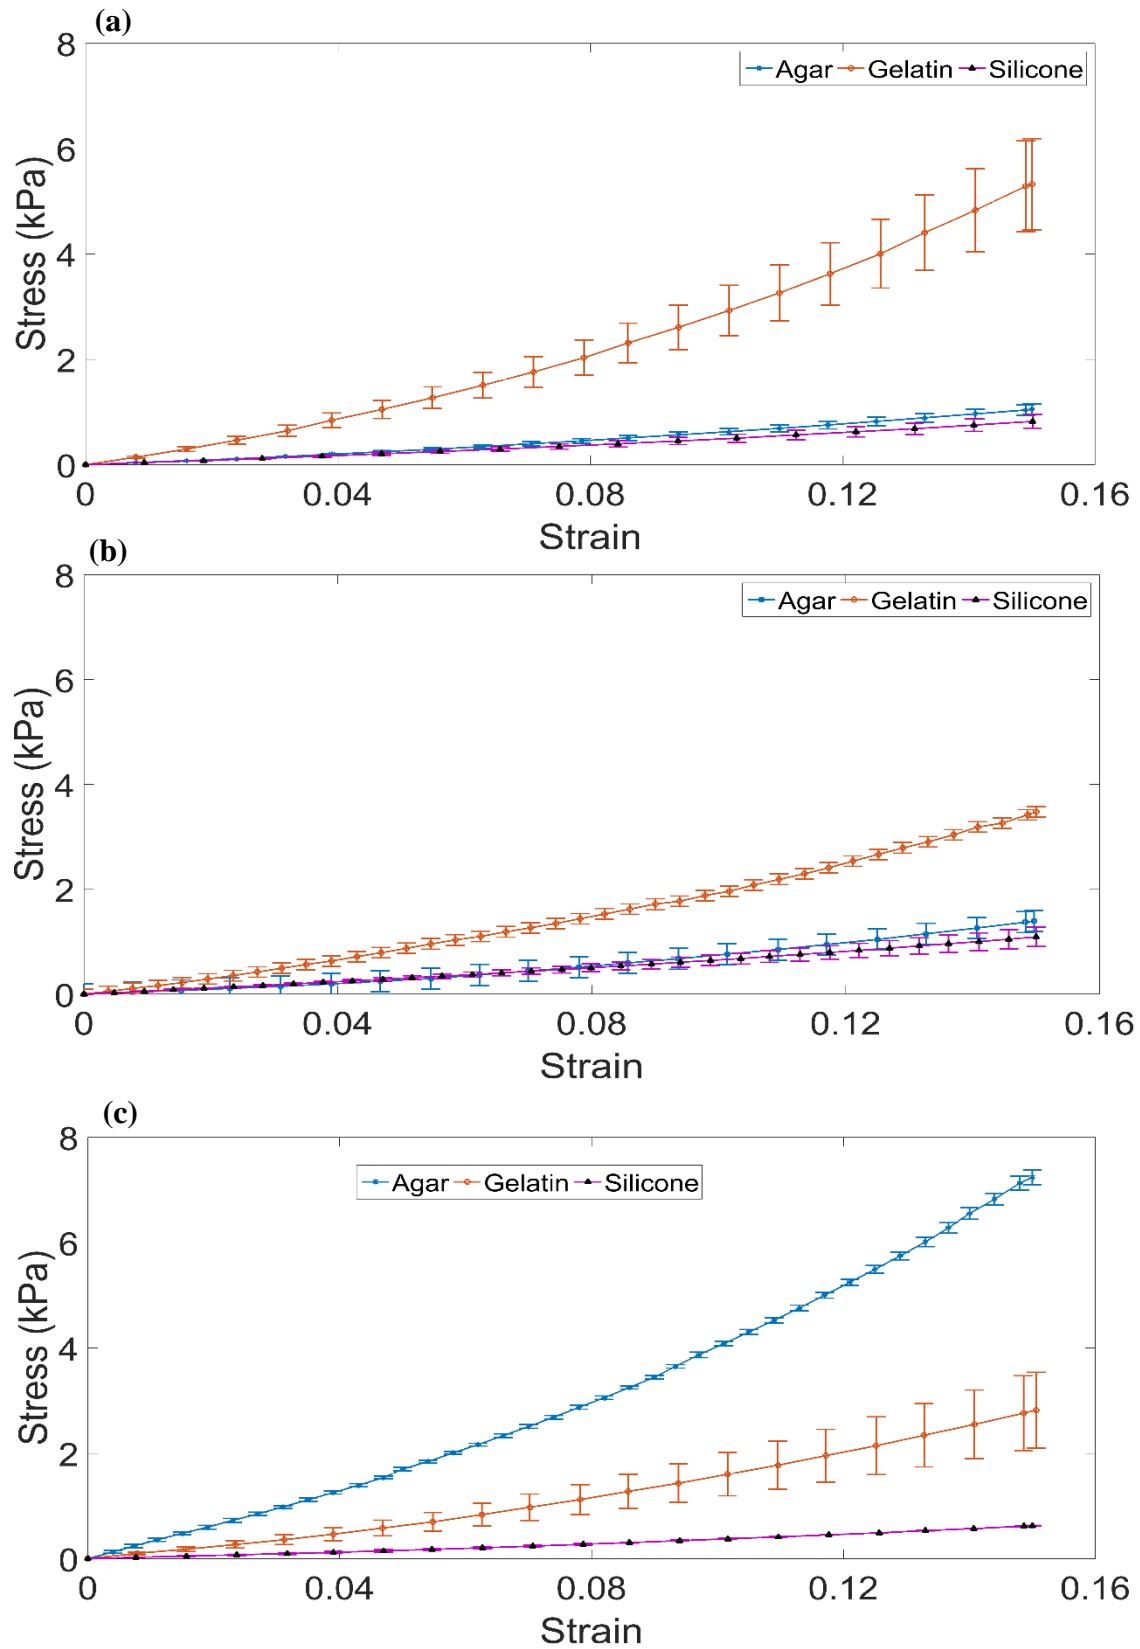 (a)
8
Agar Gelatin Silicone
6
4
2
0
Stress (kPa)
0 0.04 0.08 0.12 0.16
Strain
(b)
8
Agar Gelatin Silicone
6
4
2
0
Stress (kPa)
0 0.04 0.08 0.12 0.16
Strain
(c)
8
Agar Gelatin Silicone
6
4
2
0
Stress (kPa)
0 0.04 0.08 0.12 0.16
Strain